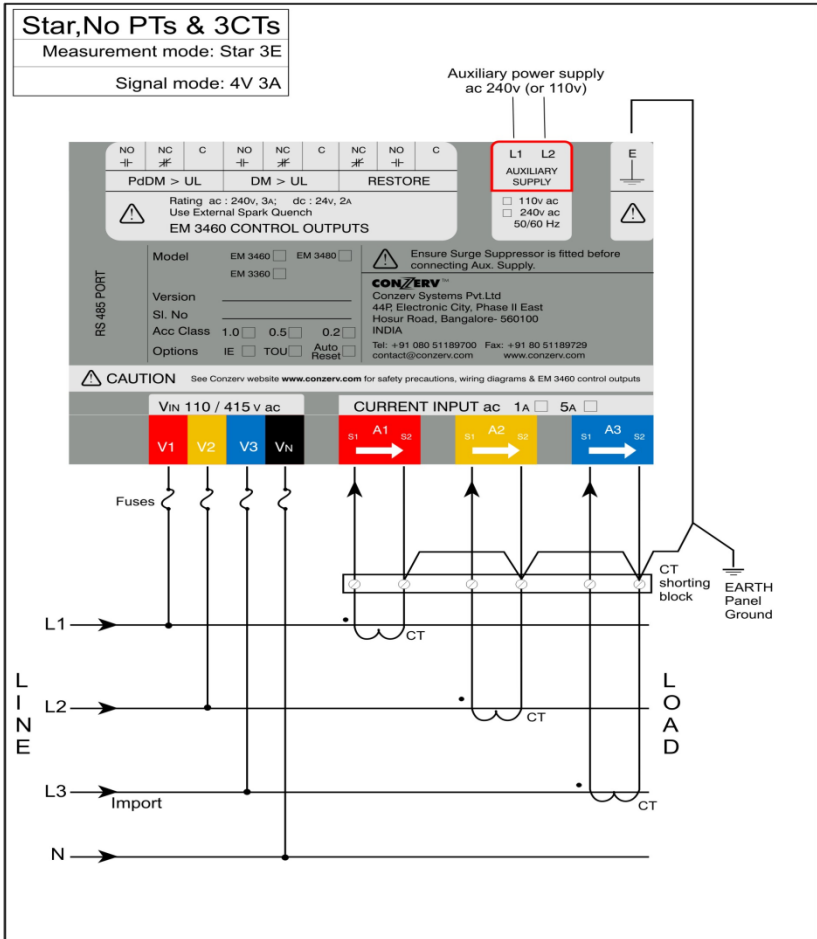 Star,No PTs & 3CTs
Measurement mode: Star 3E
Signal mode: 4V 3A
Auxiliary power supply
ac 240v (or 110v)
NO NC C NO NC C NC NO C
PdDM > UL DM > UL RESTORE
Rating ac : 240v, 3A; dc : 24v, 2A
Use External Spark Quench
EM 3460 CONTROL OUTPUTS
L1 L2
AUXILIARY
SUPPLY
110v ac
240v ac
50/60 Hz
E
RS 485 PORT
Model EM 3460 EM 3480
EM 3360
Version
Sl. No
Acc Class 1.0 0.5 0.2
Options IE TOU Auto Reset
Ensure Surge Suppressor is fitted before
connecting Aux. Supply.
CONZERV™
Conzerv Systems Pvt.Ltd
44P, Electronic City, Phase II East
Hosur Road, Bangalore- 560100
INDIA
Tel: +91 080 51189700 Fax: +91 80 51189729
contact@conzerv.com www.conzerv.com
CAUTION See Conzerv website www.conzerv.com for safety precautions, wiring diagrams & EM 3460 control outputs
VIN 110 / 415 v ac
CURRENT INPUT ac 1A 5A
V1 V2 V3 VN
S1 A1 S2
S1 A2 S2
S1 A3 S2
Fuses
CT
shorting
block
EARTH
Panel
Ground
L1
CT
LINE
LOAD
L2
CT
L3
Import
CT
N